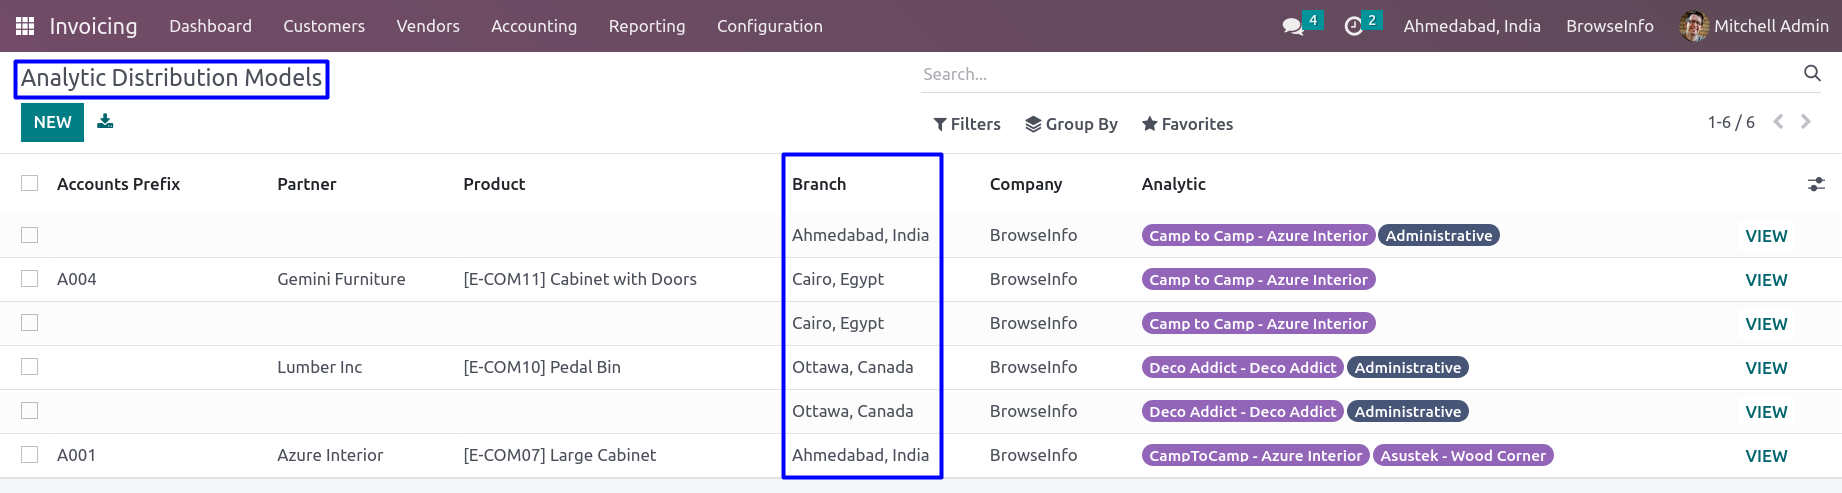 Invoicing Dashboard Customers Vendors Accounting Reporting Configuration 4 2 Ahmedabad, India BrowseInfo Mitchell Admin
Analytic Distribution Models Search...
NEW Filters Group By Favorites 1-6 / 6
Accounts Prefix Partner Product Branch Company Analytic
Ahmedabad, India BrowseInfo Camp to Camp - Azure Interior Administrative VIEW
A004 Gemini Furniture [E-COM11] Cabinet with Doors Cairo, Egypt BrowseInfo Camp to Camp - Azure Interior VIEW
Cairo, Egypt BrowseInfo Camp to Camp - Azure Interior VIEW
Lumber Inc [E-COM10] Pedal Bin Ottawa, Canada BrowseInfo Deco Addict - Deco Addict Administrative VIEW
Ottawa, Canada BrowseInfo Deco Addict - Deco Addict Administrative VIEW
A001 Azure Interior [E-COM07] Large Cabinet Ahmedabad, India BrowseInfo CampToCamp - Azure Interior Asustek - Wood Corner VIEW